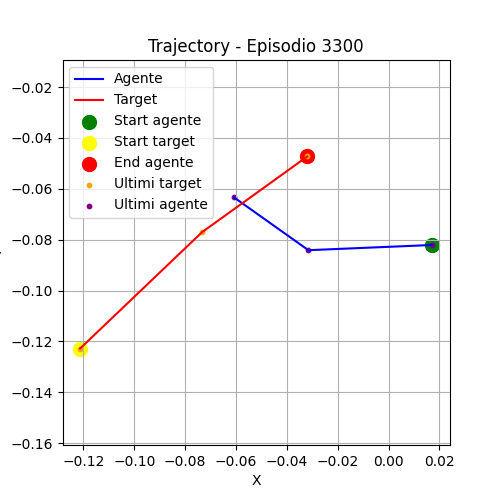 Trajectory - Episodio 3300
Agente
Target
Start agente
Start target
End agente
Ultimi target
Ultimi agente
−0.02
−0.04
−0.06
−0.08
−0.10
−0.12
−0.14
−0.16
−0.12 −0.10 −0.08 −0.06 −0.04 −0.02 0.00 0.02
X